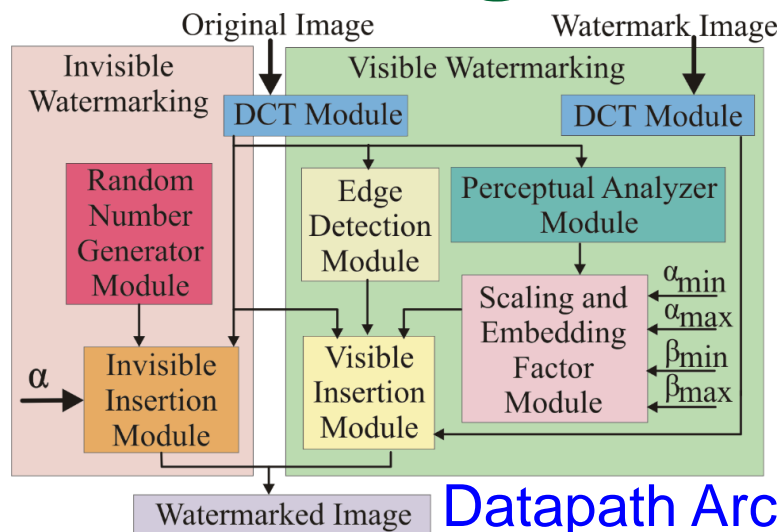 Original Image
Watermark Image
Invisible
Watermarking
Visible Watermarking
DCT Module
DCT Module
Random
Number
Generator
Module
Edge
Detection
Module
Perceptual Analyzer
Module
Scaling and
Embedding
Factor
Module
αmin
αmax
βmin
βmax
α
Invisible
Insertion
Module
Visible
Insertion
Module
Watermarked Image
Datapath Arc